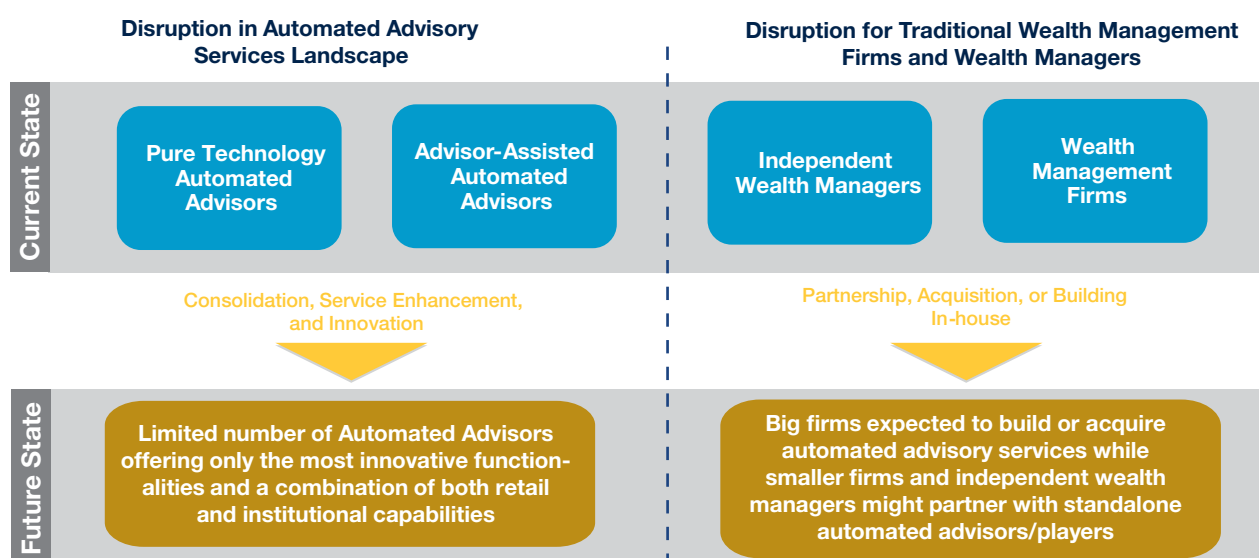 Disruption in Automated Advisory
Services Landscape
Disruption for Traditional Wealth Management
Firms and Wealth Managers
Current State
Pure Technology
Automated
Advisors
Advisor-Assisted
Automated
Advisors
Independent
Wealth Managers
Wealth
Management
Firms
Consolidation, Service Enhancement,
and Innovation
Partnership, Acquisition, or Building
In-house
Future State
Limited number of Automated Advisors
offering only the most innovative function-
alities and a combination of both retail
and institutional capabilities
Big firms expected to build or acquire
automated advisory services while
smaller firms and independent wealth
managers might partner with standalone
automated advisors/players